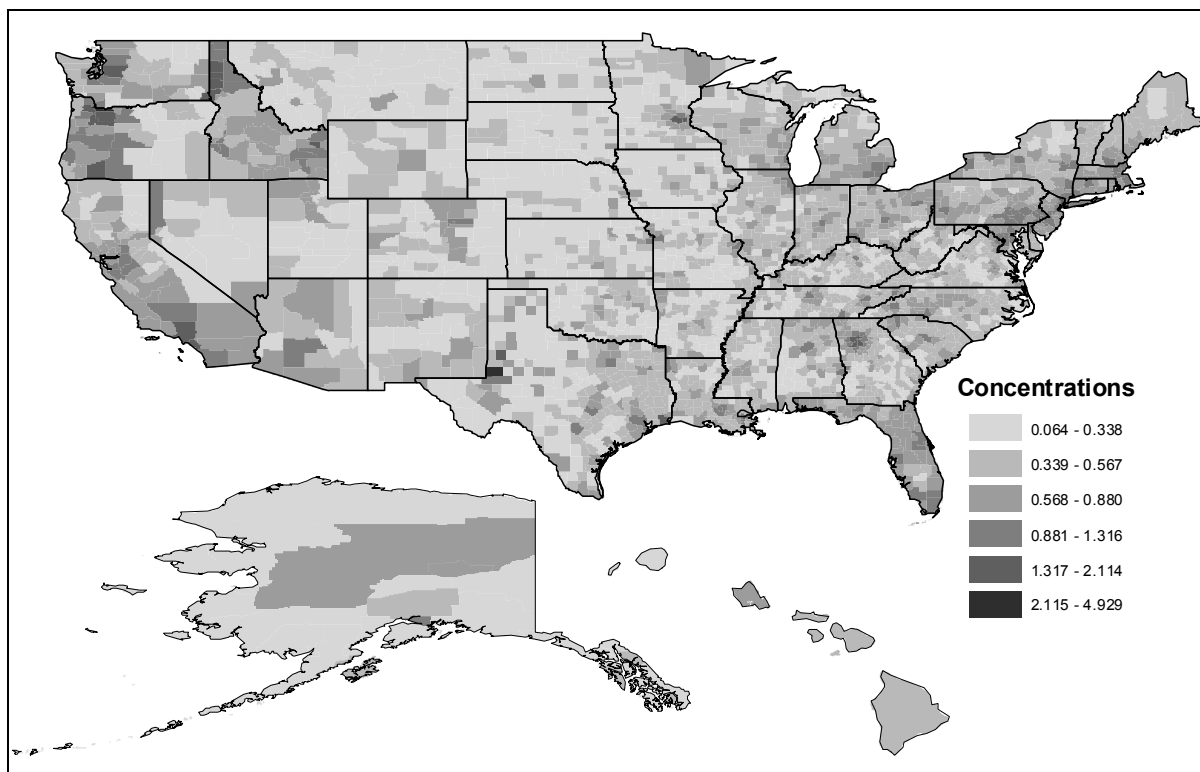 Concentrations
0.064 - 0.338
0.339 - 0.567
0.568 - 0.880
0.881 - 1.316
1.317 - 2.114
2.115 - 4.929